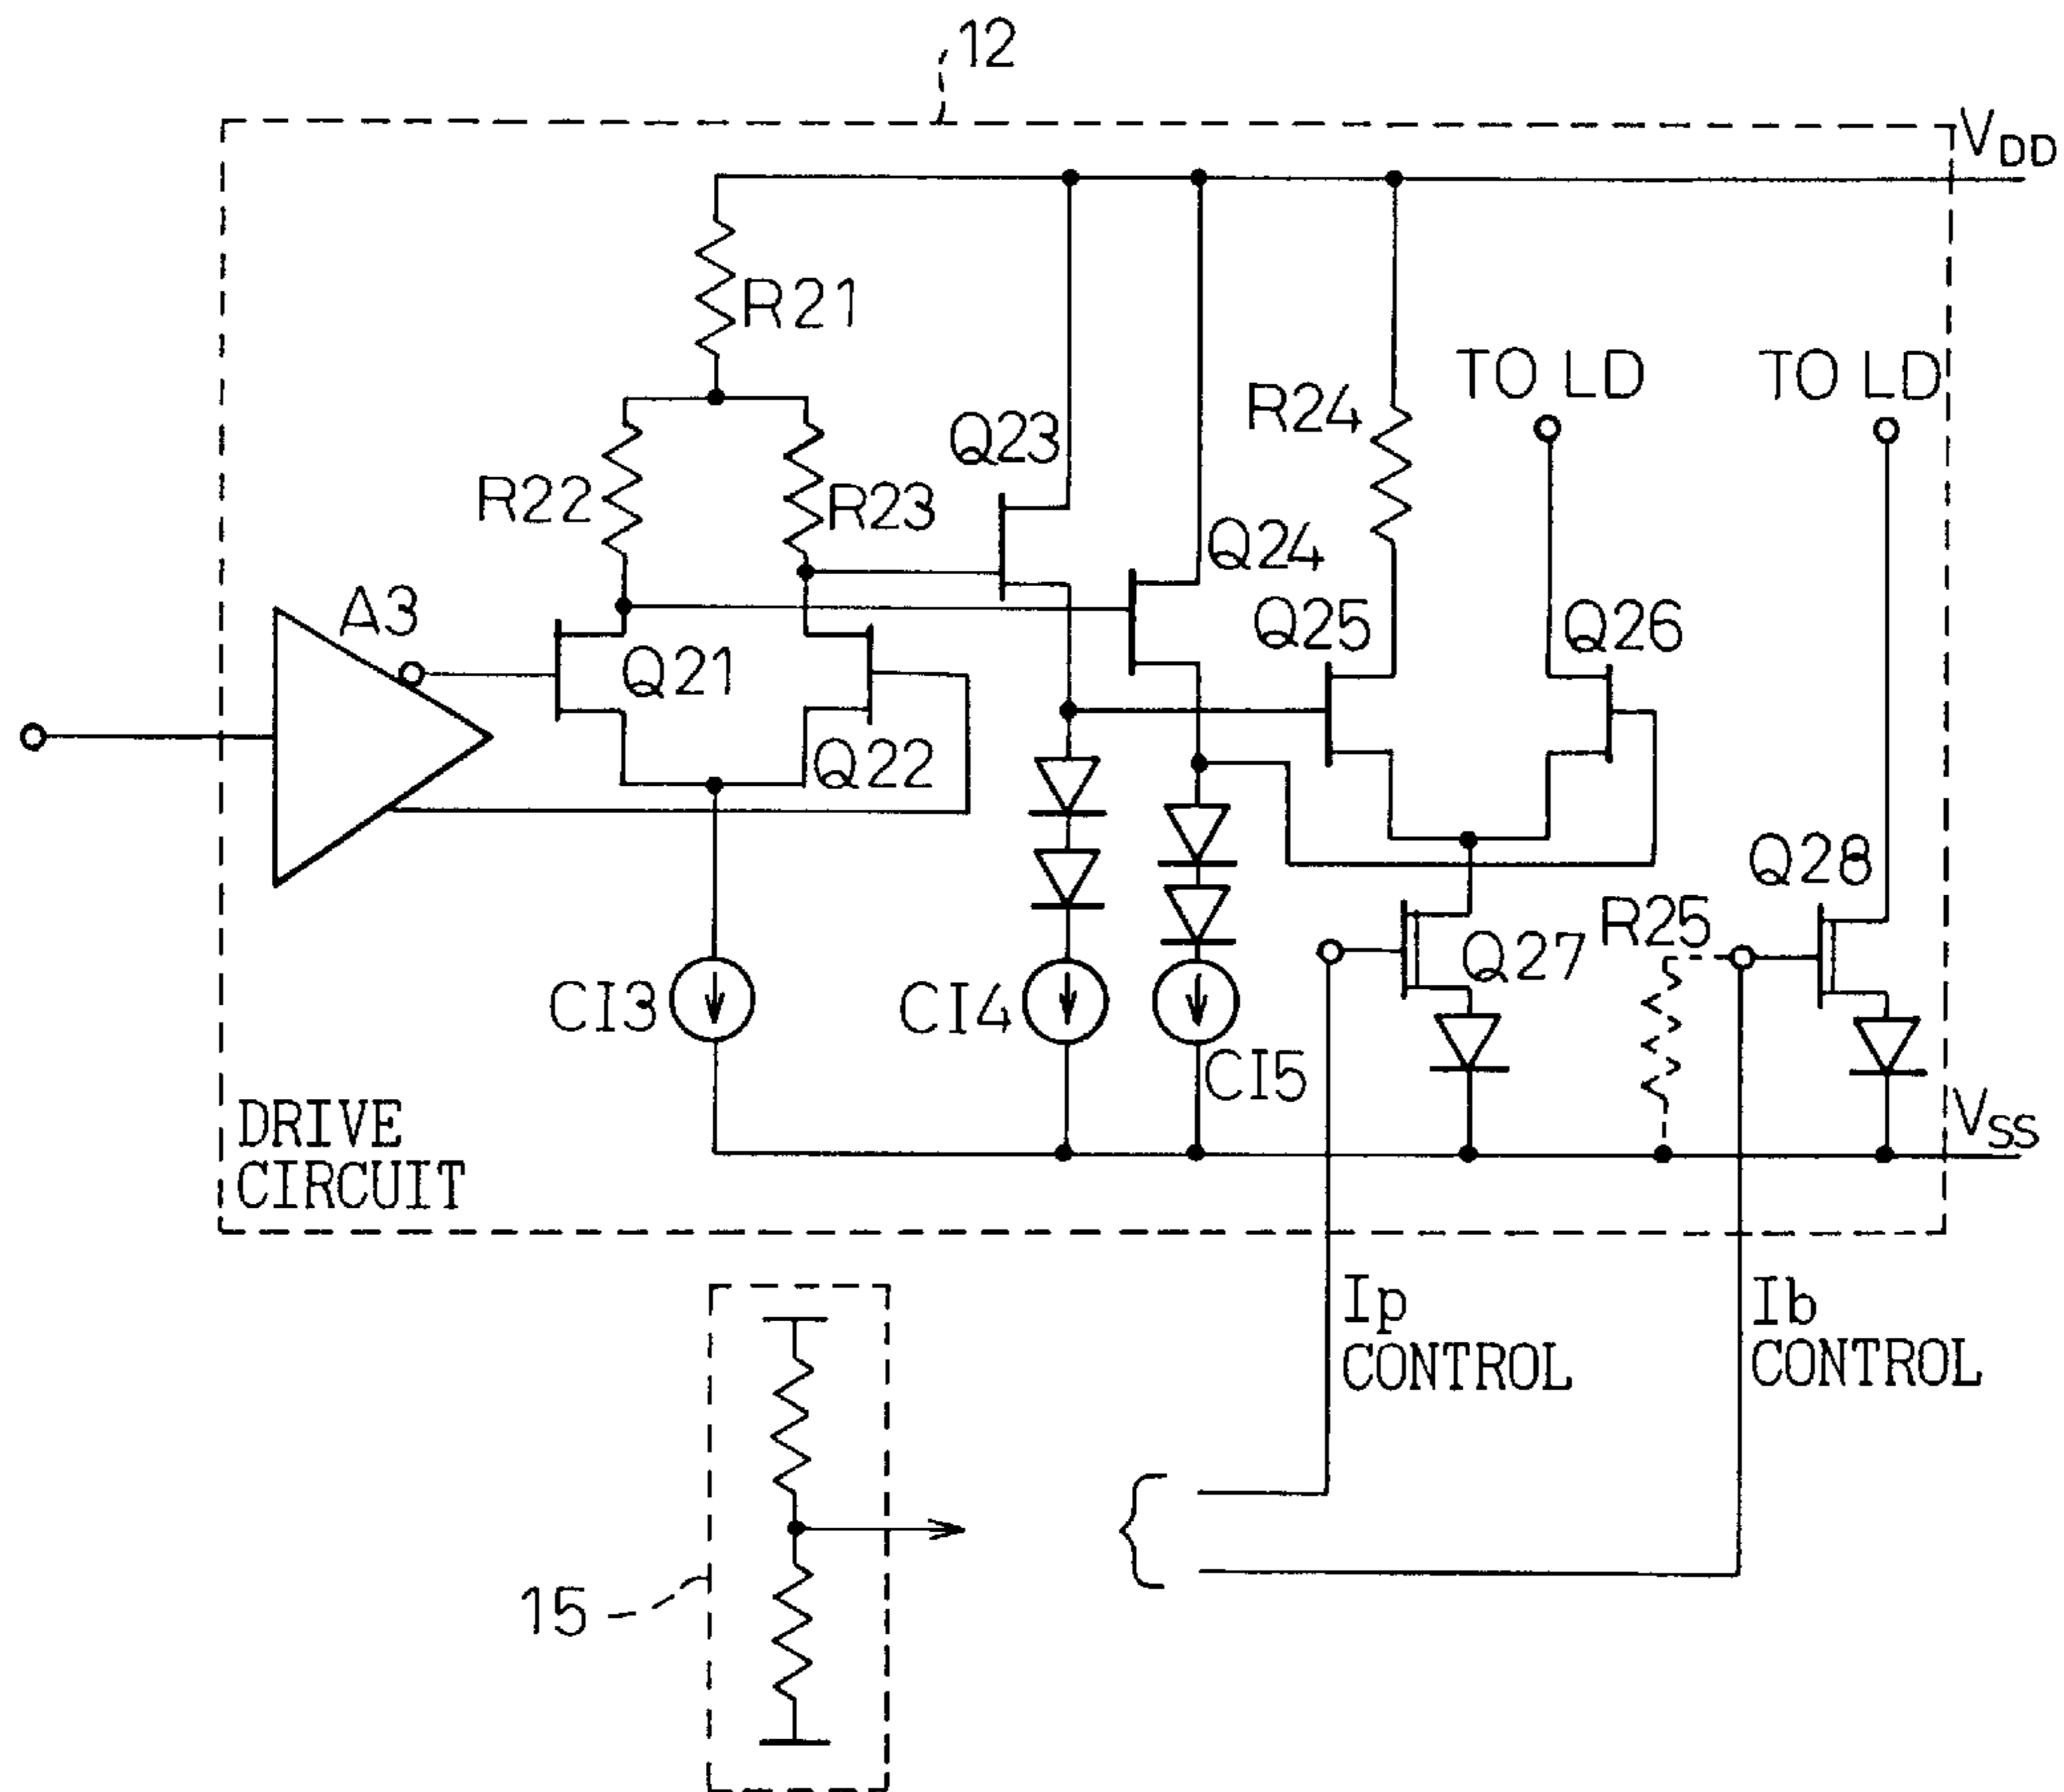 12
VDD
R21
TO LD
TO LD
R24
Q23
R22
R23
Q24
A3
Q25
Q26
Q21
Q22
Q28
R25
Q27
CI3
CI4
CI5
DRIVE
CIRCUIT
VSS
Ip
CONTROL
Ib
CONTROL
15